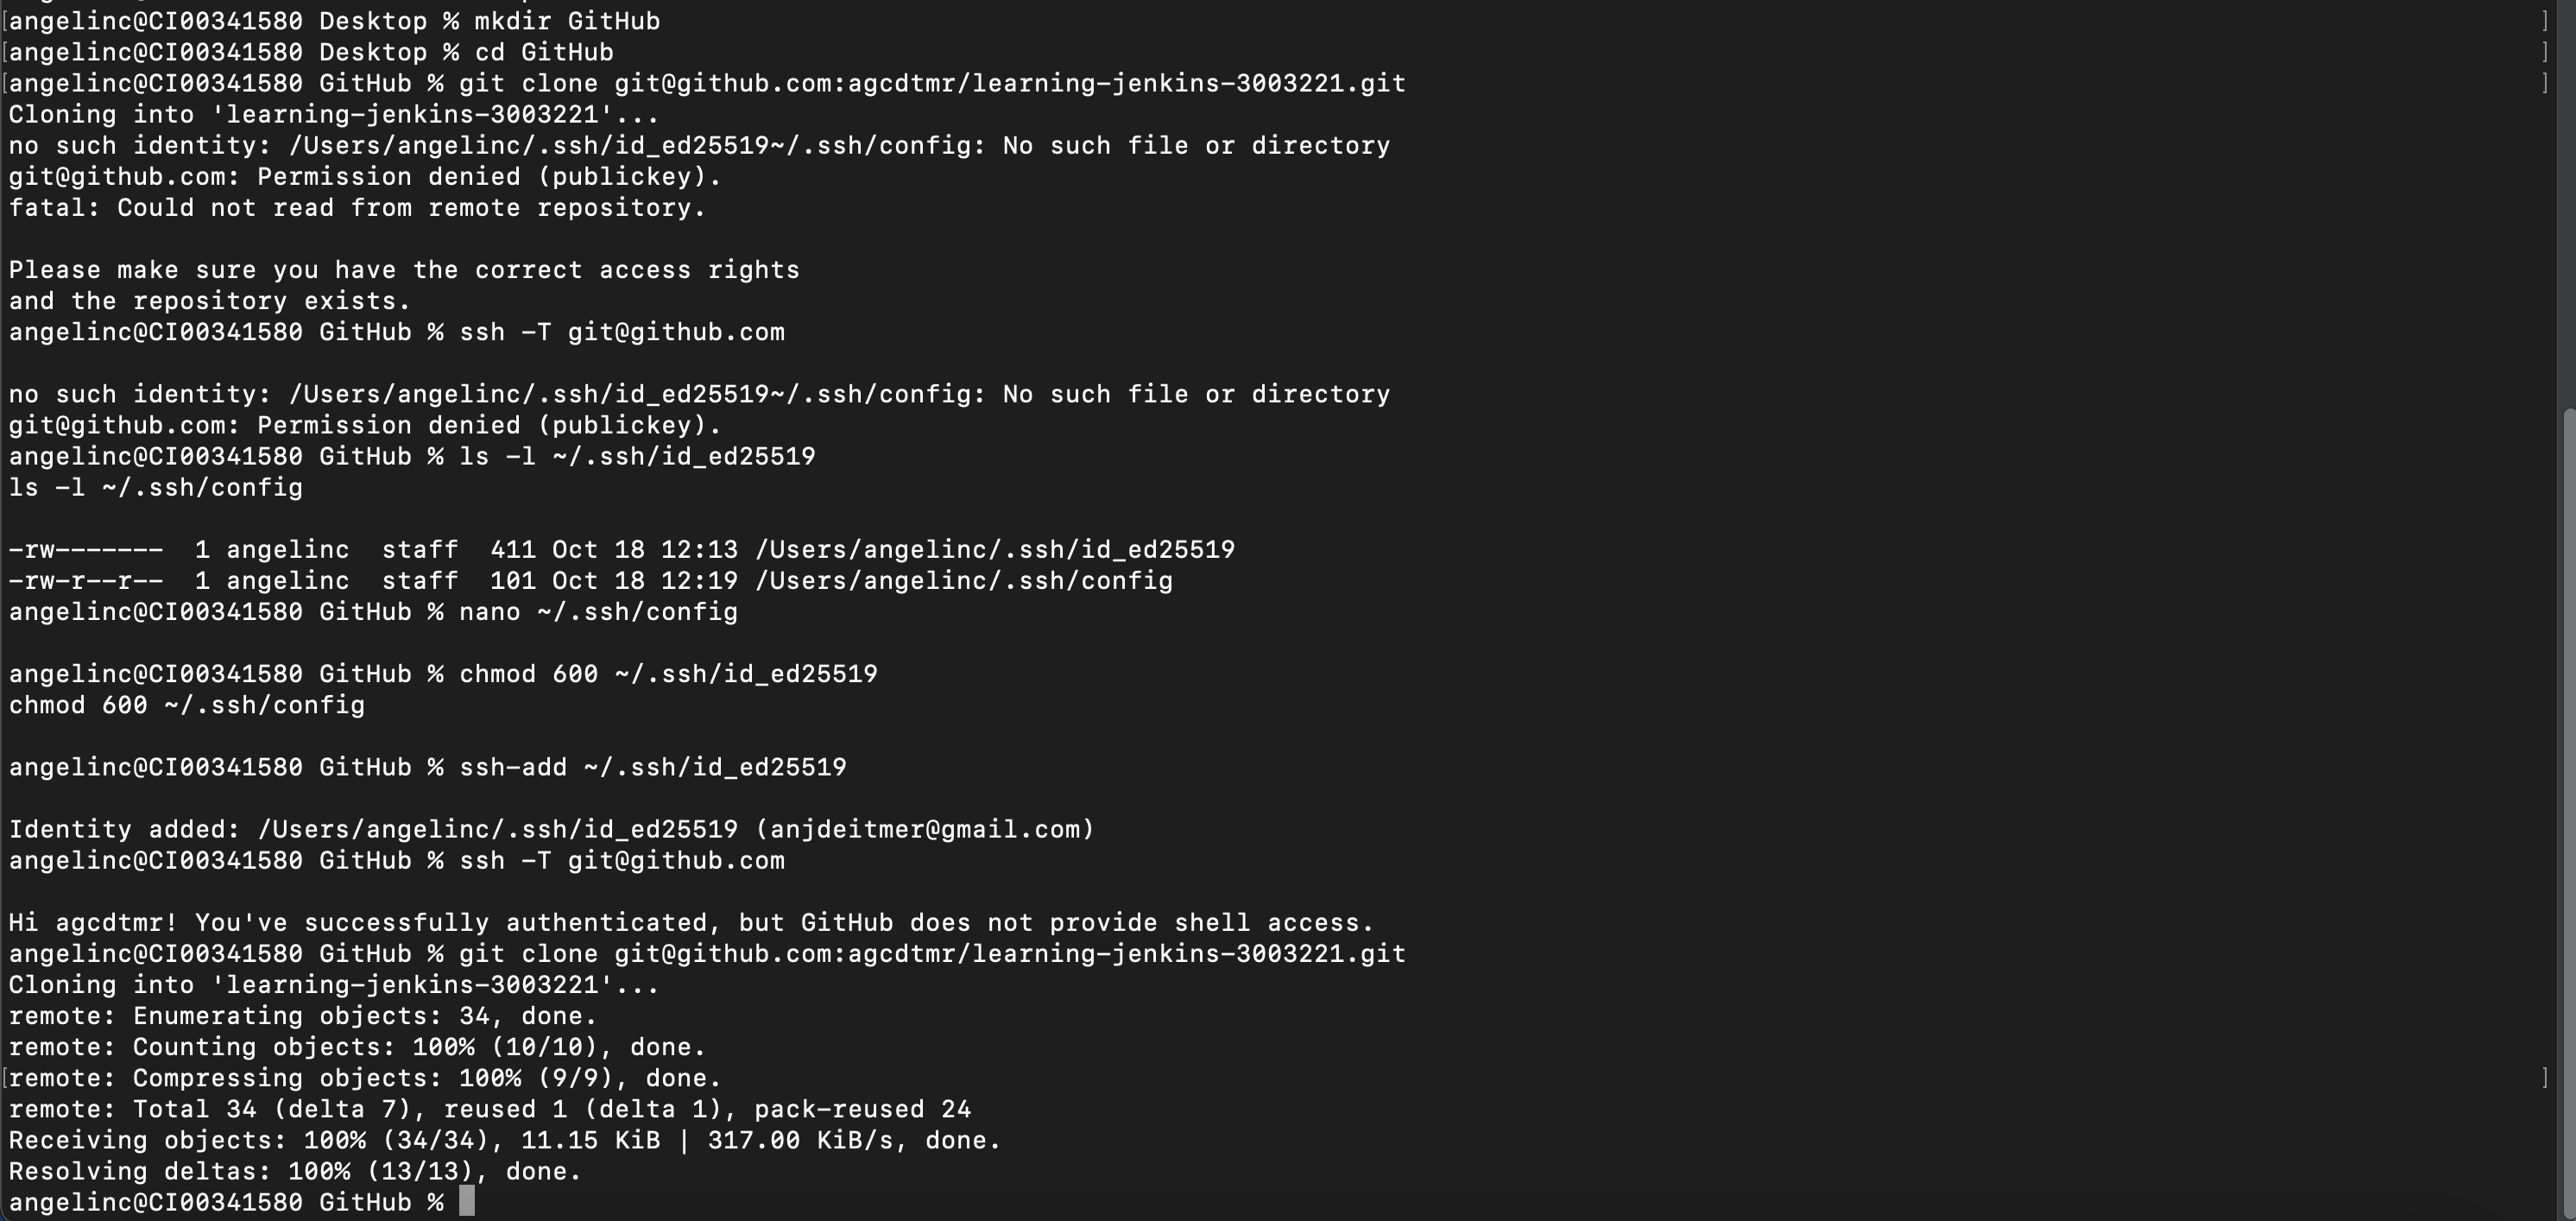 [angelinc@CI00341580 Desktop % mkdir GitHub ]
[angelinc@CI00341580 Desktop % cd GitHub ]
[angelinc@CI00341580 GitHub % git clone git@github.com:agcdtmr/learning-jenkins-3003221.git ]
Cloning into 'learning-jenkins-3003221'...
no such identity: /Users/angelinc/.ssh/id_ed25519~/.ssh/config: No such file or directory
git@github.com: Permission denied (publickey).
fatal: Could not read from remote repository.

Please make sure you have the correct access rights
and the repository exists.
angelinc@CI00341580 GitHub % ssh -T git@github.com

no such identity: /Users/angelinc/.ssh/id_ed25519~/.ssh/config: No such file or directory
git@github.com: Permission denied (publickey).
angelinc@CI00341580 GitHub % ls -l ~/.ssh/id_ed25519
ls -l ~/.ssh/config

-rw-------  1 angelinc  staff  411 Oct 18 12:13 /Users/angelinc/.ssh/id_ed25519
-rw-r--r--  1 angelinc  staff  101 Oct 18 12:19 /Users/angelinc/.ssh/config
angelinc@CI00341580 GitHub % nano ~/.ssh/config

angelinc@CI00341580 GitHub % chmod 600 ~/.ssh/id_ed25519
chmod 600 ~/.ssh/config

angelinc@CI00341580 GitHub % ssh-add ~/.ssh/id_ed25519

Identity added: /Users/angelinc/.ssh/id_ed25519 (anjdeitmer@gmail.com)
angelinc@CI00341580 GitHub % ssh -T git@github.com

Hi agcdtmr! You've successfully authenticated, but GitHub does not provide shell access.
angelinc@CI00341580 GitHub % git clone git@github.com:agcdtmr/learning-jenkins-3003221.git
Cloning into 'learning-jenkins-3003221'...
remote: Enumerating objects: 34, done.
remote: Counting objects: 100% (10/10), done.
[remote: Compressing objects: 100% (9/9), done. ]
remote: Total 34 (delta 7), reused 1 (delta 1), pack-reused 24
Receiving objects: 100% (34/34), 11.15 KiB | 317.00 KiB/s, done.
Resolving deltas: 100% (13/13), done.
angelinc@CI00341580 GitHub %